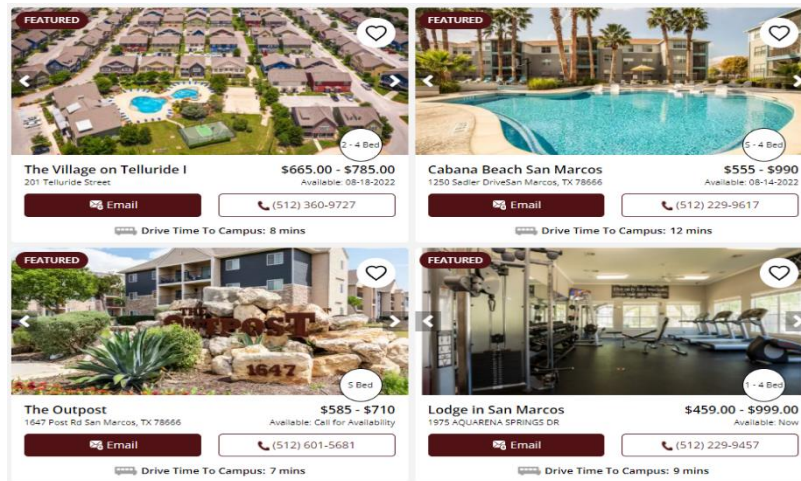 FEATURED
2 - 4 Bed
The Village on Telluride I
$665.00 - $785.00
201 Telluride Street
Available: 08-18-2022
Email
(512) 360-9727
Drive Time To Campus: 8 mins
FEATURED
S - 4 Bed
Cabana Beach San Marcos
$555 - $990
1250 Sadler DriveSan Marcos, TX 78666
Available: 08-14-2022
Email
(512) 229-9617
Drive Time To Campus: 12 mins
FEATURED
THE
OUTPOST
1647
S Bed
The Outpost
$585 - $710
1647 Post Rd San Marcos, TX 78666
Available: Call for Availability
Email
(512) 601-5681
Drive Time To Campus: 7 mins
FEATURED
1 - 4 Bed
Lodge in San Marcos
$459.00 - $999.00
1975 AQUARENA SPRINGS DR
Available: Now
Email
(512) 229-9457
Drive Time To Campus: 9 mins